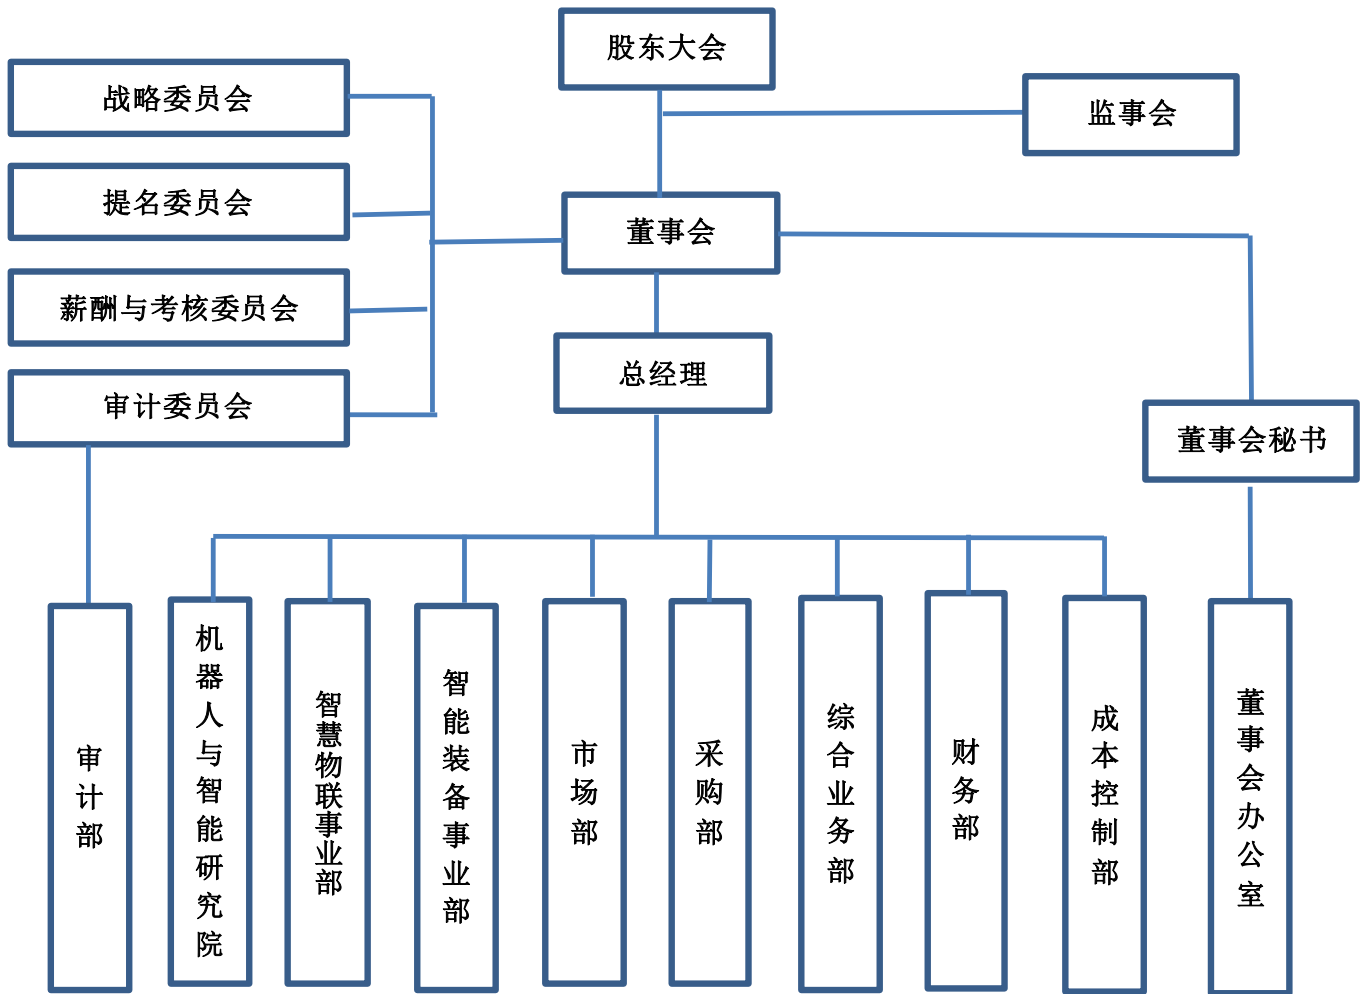 股东大会
战略委员会
监事会
提名委员会
董事会
薪酬与考核委员会
总经理
审计委员会
董事会秘书
审计部
机器人与智能研究院
智慧物联事业部
智能装备事业部
市场部
采购部
综合业务部
财务部
成本控制部
董事会办公室